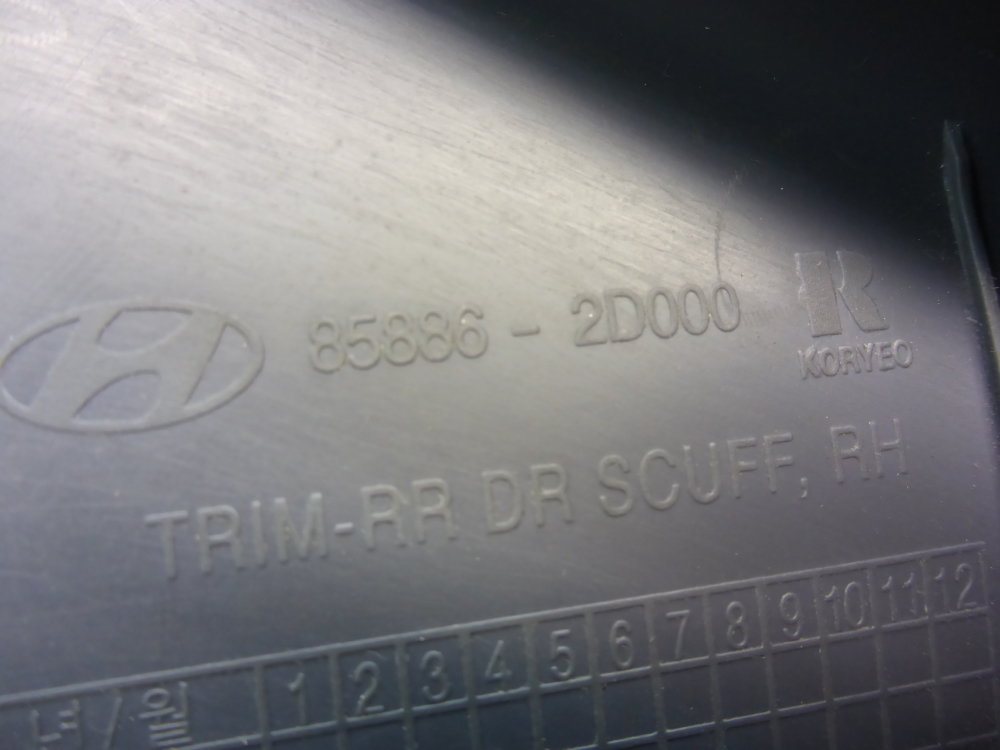 85886 - 2D000
KORYEO
TRIM-RR DR SCUFF, RH
년/월 1 2 3 4 5 6 7 8 9 10 11 12